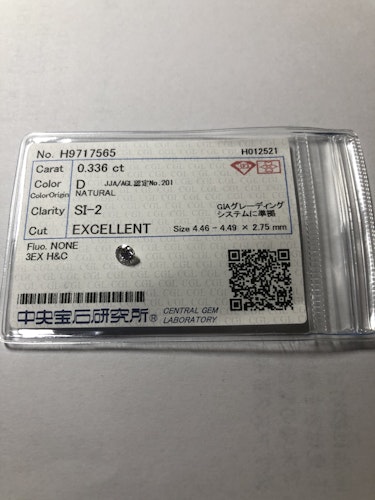 No. H9717565 H012521
Carat 0.336 ct
Color D JJA/AGL認定No.201
ColorOrigin NATURAL
Clarity SI-2 GIAグレーディング
システムに準拠
Cut EXCELLENT Size 4.46 - 4.49 × 2.75 mm
Fluo. NONE
3EX H&C
中央宝石研究所® CENTRAL GEM
LABORATORY